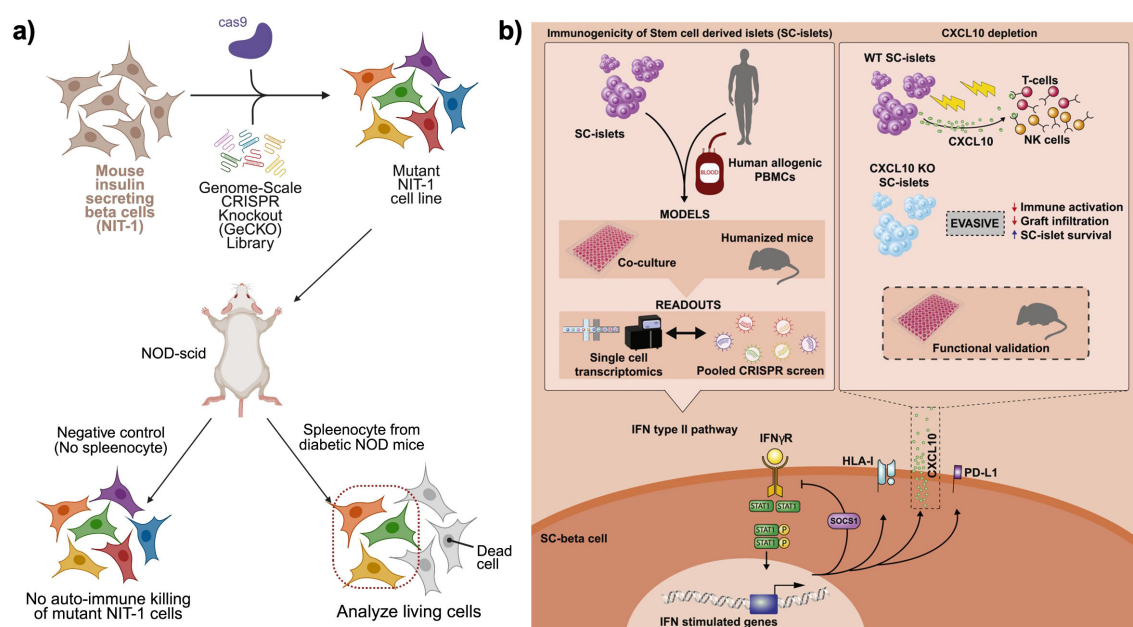 a)
cas9
Mouse
insulin
secreting
beta cells
(NIT-1)
Genome-Scale
CRISPR
Knockout
(GeCKO)
Library
Mutant
NIT-1
cell line
NOD-scid
Negative control
(No spleenocyte)
Spleenocyte from
diabetic NOD mice
Dead
cell
No auto-immune killing
of mutant NIT-1 cells
Analyze living cells
b)
Immunogenicity of Stem cell derived islets (SC-islets)
SC-islets
BLOOD
Human allogenic
PBMCs
MODELS
Co-culture
Humanized mice
READOUTS
Single cell
transcriptomics
Pooled CRISPR screen
CXCL10 depletion
WT SC-islets
T-cells
CXCL10
NK cells
CXCL10 KO
SC-islets
EVASIVE
Immune activation
Graft infiltration
SC-islet survival
Functional validation
IFN type II pathway
IFNγR
HLA-I
CXCL10
PD-L1
STAT1
STAT1
SOCS1
STAT1
P
STAT1
P
SC-beta cell
IFN stimulated genes